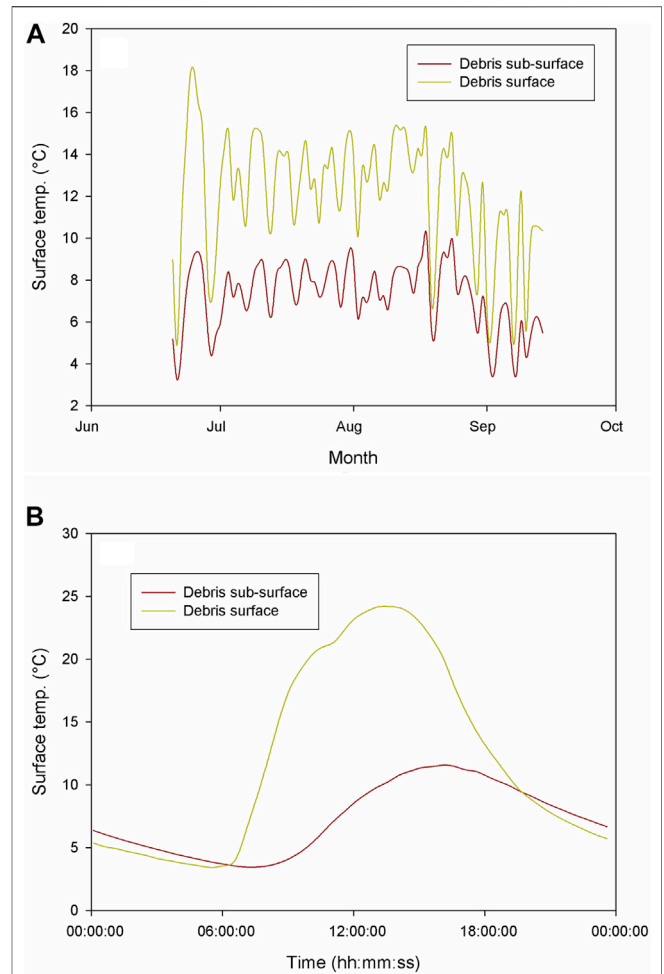 A
20
18
16
14
12
10
8
6
4
2
Surface temp. (°C)
Debris sub-surface
Debris surface
Jun
Jul
Aug
Sep
Oct
Month
B
30
25
20
15
10
5
0
Surface temp. (°C)
Debris sub-surface
Debris surface
00:00:00
06:00:00
12:00:00
18:00:00
00:00:00
Time (hh:mm:ss)